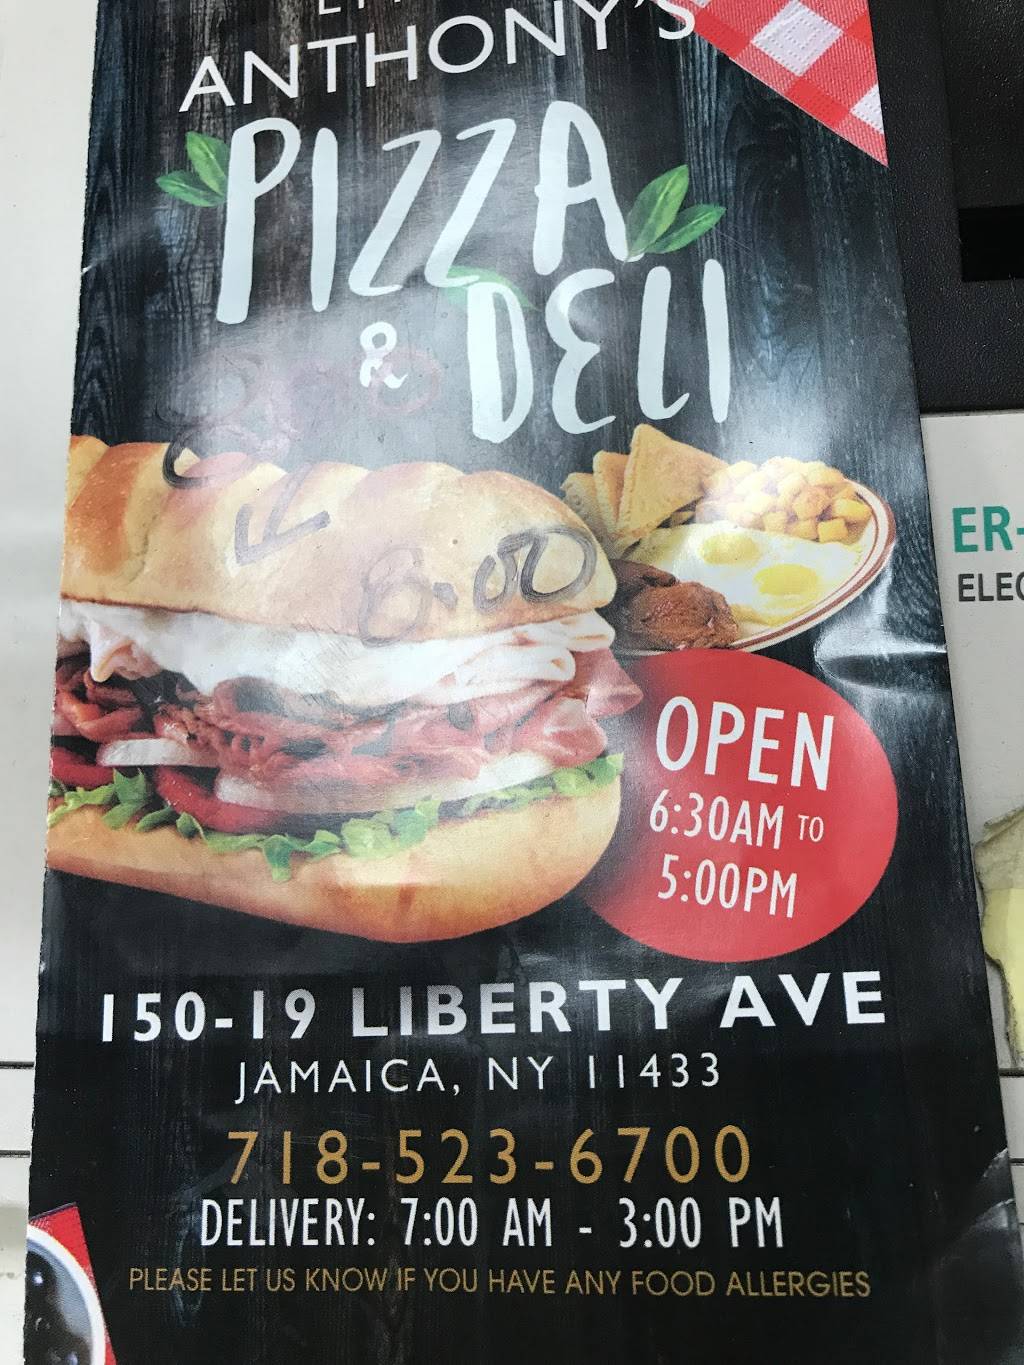 ANTHONY'S
PIZZA
& DELI
6.00
OPEN
6:30AM TO
5:00PM
150-19 LIBERTY AVE
JAMAICA, NY 11433
718-523-6700
DELIVERY: 7:00 AM - 3:00 PM
PLEASE LET US KNOW IF YOU HAVE ANY FOOD ALLERGIES
ER-
ELEC